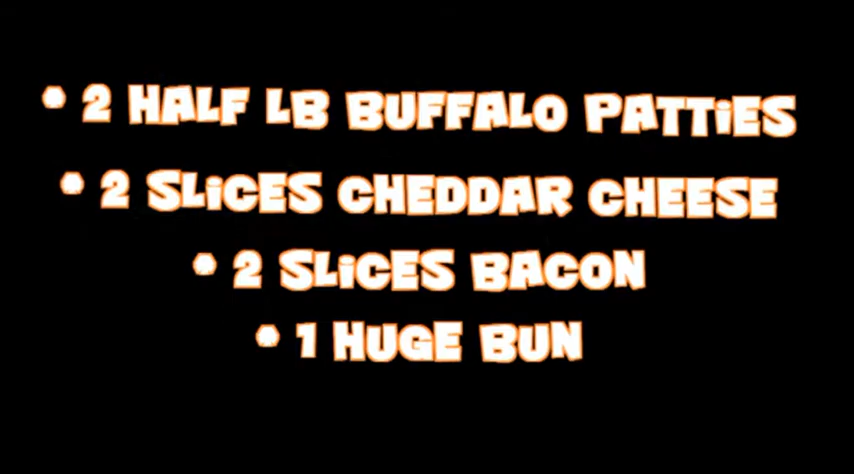 • 2 HALF LB BUFFALO PATTiES
• 2 SLiCES CHEDDAR CHEESE
• 2 SLiCES BACON
• 1 HUGE BUN